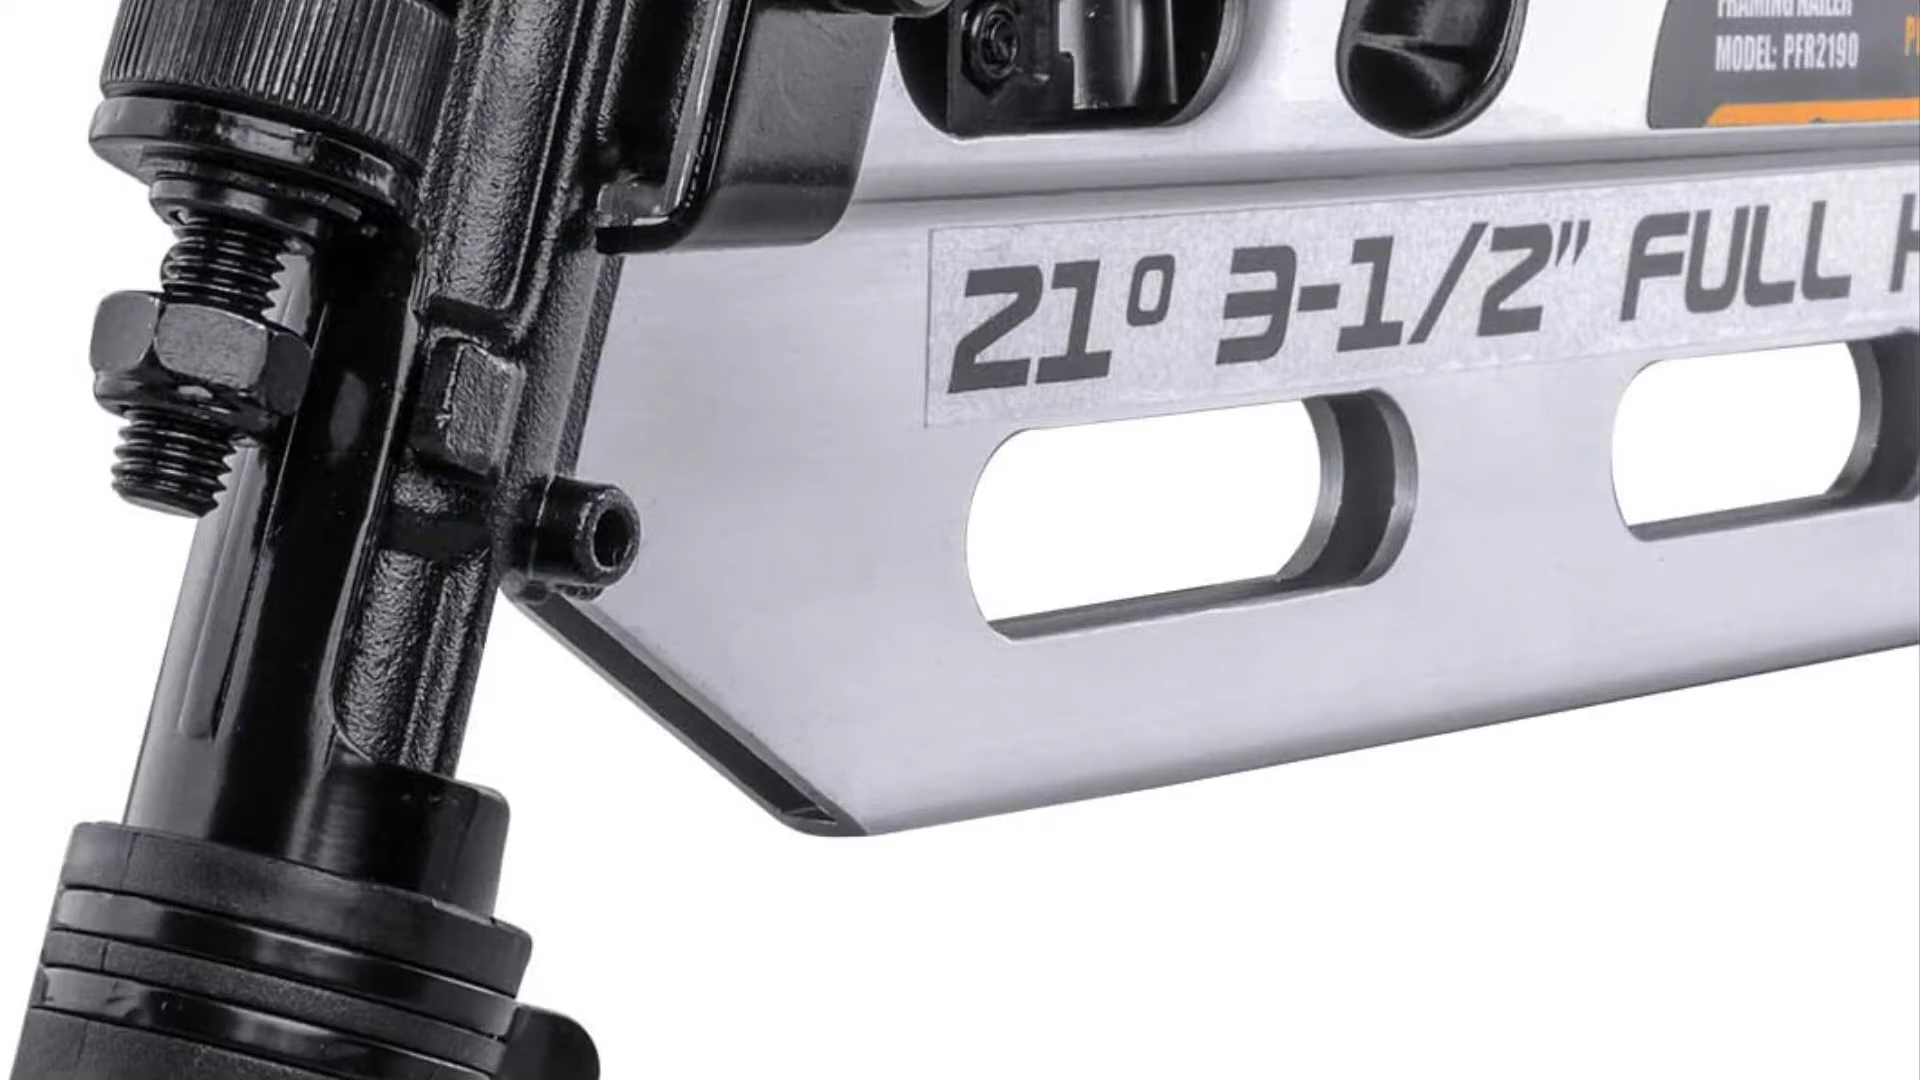 FRAMING NAILER
MODEL: PFR2190
21° 3-1/2” FULL